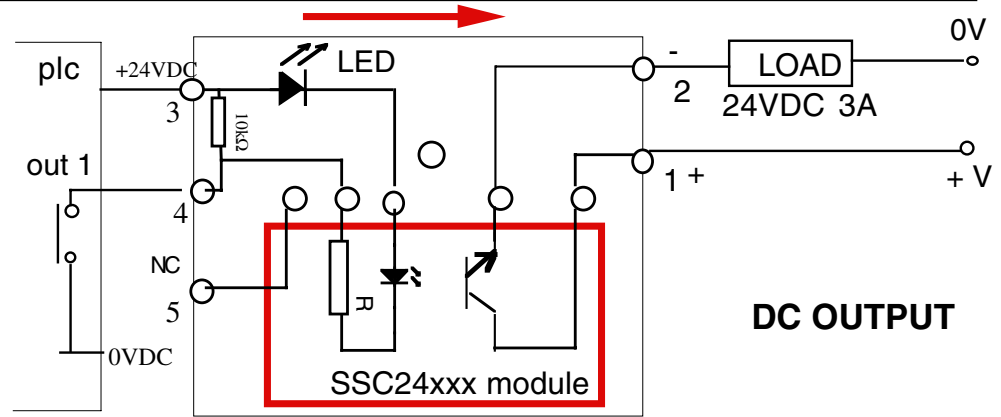 0V
plc
+24VDC
LED
-
LOAD
3
10kΩ
2
24VDC 3A
out 1
1 +
+ V
4
NC
5
R
DC OUTPUT
0VDC
SSC24xxx module